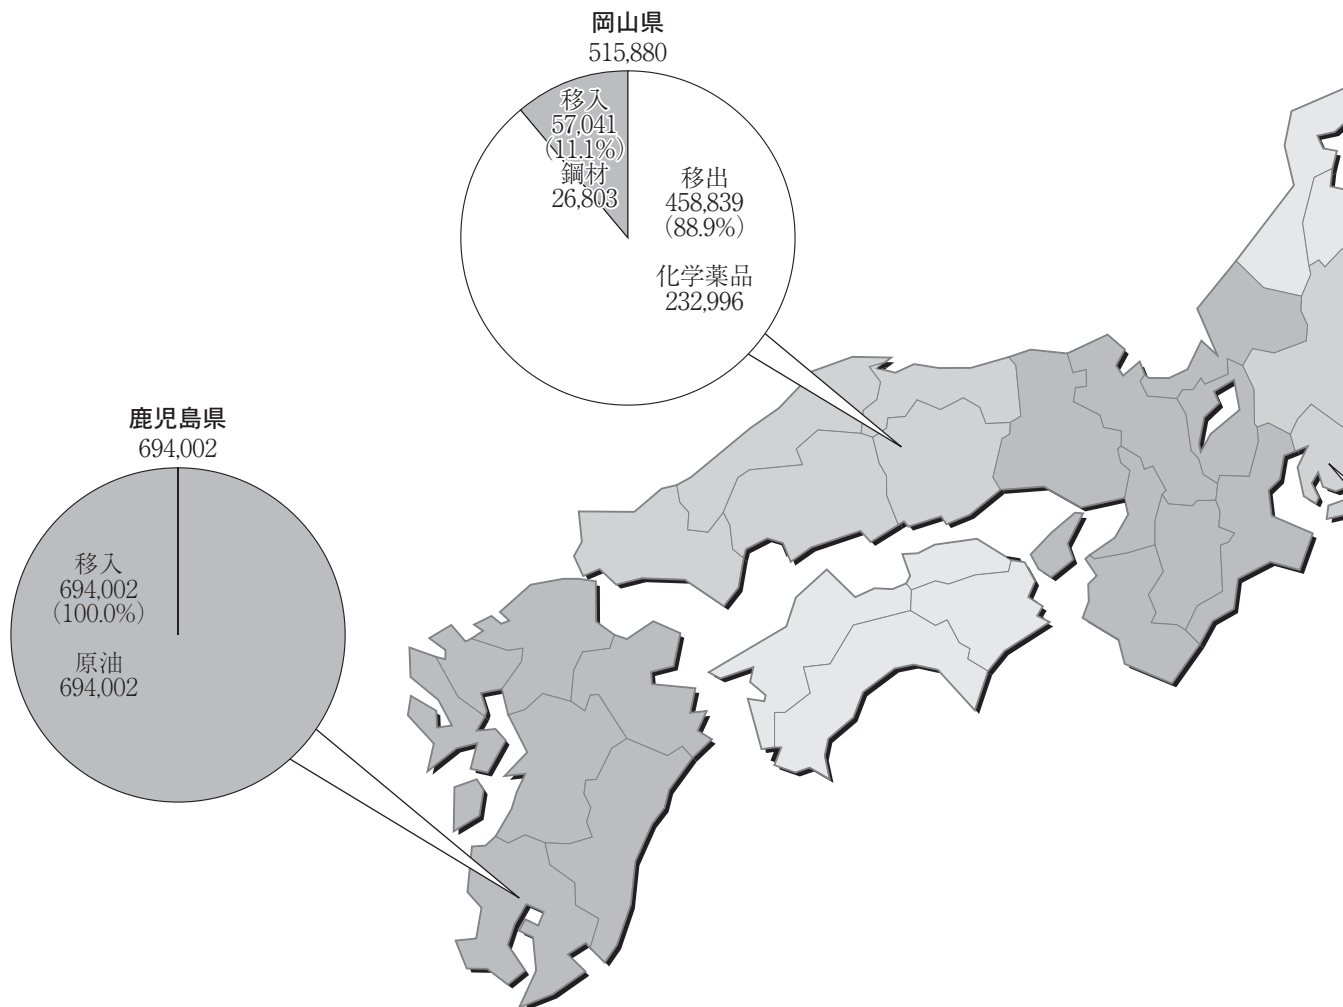 岡山県
515,880
移入
57,041
(11.1%)
鋼材
26,803
移出
458,839
(88.9%)
化学薬品
232,996
鹿児島県
694,002
移入
694,002
(100.0%)
原油
694,002